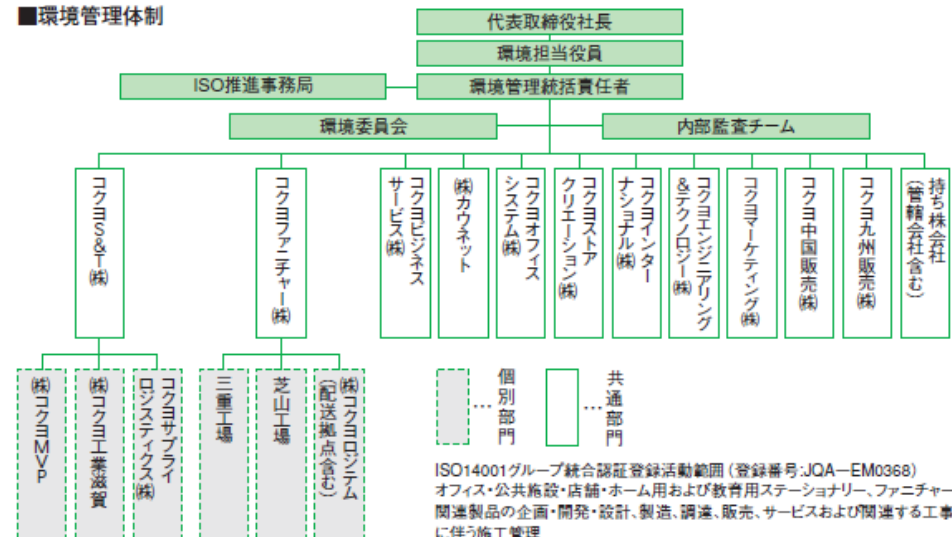 ■環境管理体制
代表取締役社長
環境担当役員
ISO推進事務局
環境管理統括責任者
環境委員会
内部監査チーム
コクヨS&T(株)
コクヨファニチャー(株)
コクヨビジネス
サービス(株)
(株)カウネット
コクヨオフィス
システム(株)
コクヨストア
クリエーション(株)
コクヨインター
ナショナル(株)
コクヨエンジニアリング
&テクノロジー(株)
コクヨマーケティング(株)
コクヨ中国販売(株)
コクヨ九州販売(株)
持ち株会社
(管轄会社含む)
(株)コクヨMVP
(株)コクヨ工業滋賀
コクヨサプライ
ロジスティクス(株)
三重工場
芝山工場
(株)コクヨロジテム
(配送拠点含む)
…個別部門
…共通部門
ISO14001グループ統合認証登録活動範囲(登録番号:JQA-EM0368)
オフィス・公共施設・店舗・ホーム用および教育用ステーショナリー、ファニチャー
関連製品の企画・開発・設計、製造、調達、販売、サービスおよび関連する工事
に伴う施工管理